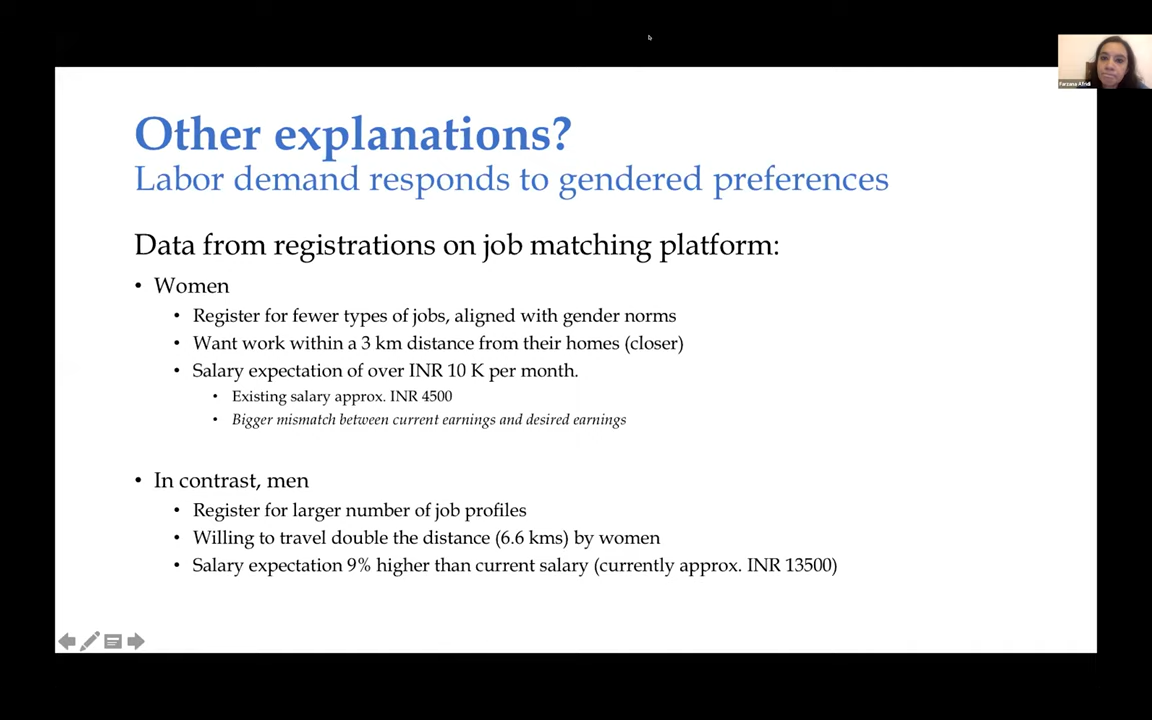 Farzana Afridi
Other explanations?
Labor demand responds to gendered preferences
Data from registrations on job matching platform:
• Women
• Register for fewer types of jobs, aligned with gender norms
• Want work within a 3 km distance from their homes (closer)
• Salary expectation of over INR 10 K per month.
• Existing salary approx. INR 4500
• Bigger mismatch between current earnings and desired earnings
• In contrast, men
• Register for larger number of job profiles
• Willing to travel double the distance (6.6 kms) by women
• Salary expectation 9% higher than current salary (currently approx. INR 13500)